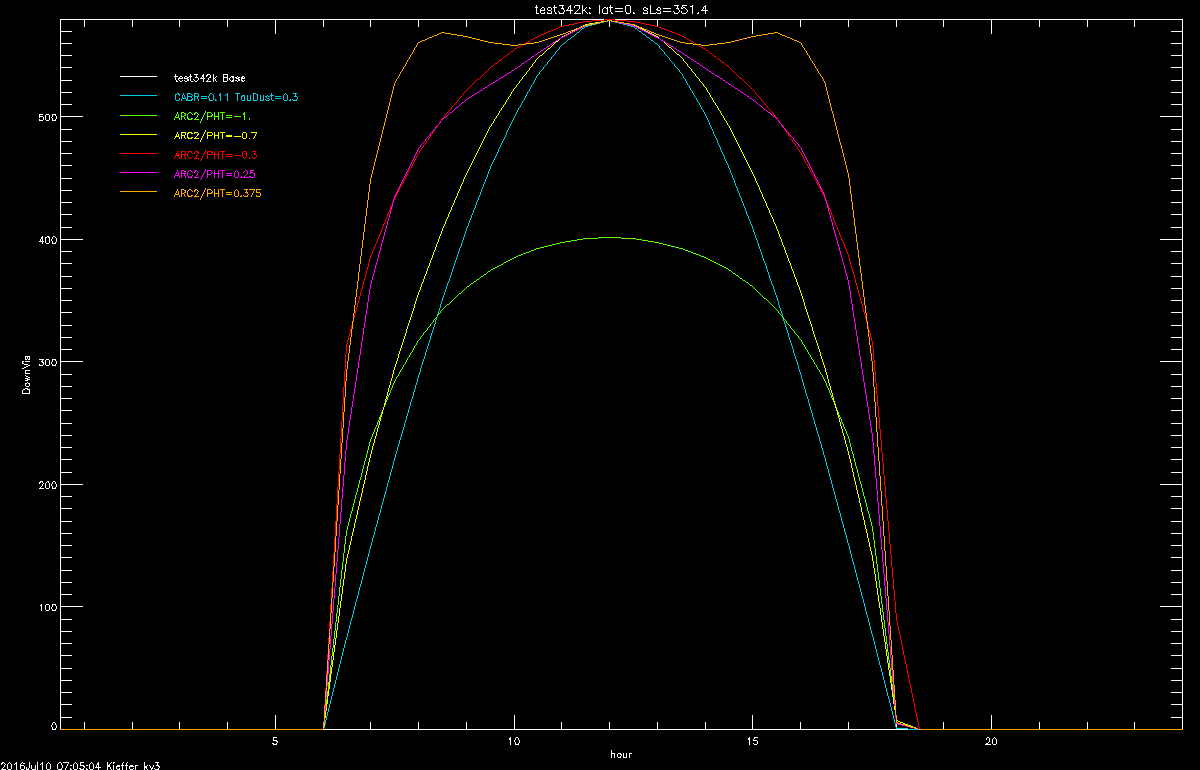 test342k: lat=0. sLs=351.4
test342k Base
CABR=0.11 TauDust=0.3
ARC2/PHT=-1.
ARC2/PHT=-0.7
ARC2/PHT=-0.3
ARC2/PHT=0.25
ARC2/PHT=0.375
500
400
300
200
100
0
DownVis
5 10 15 20
hour
2016Jul10 07:05:04 Kieffer kv3